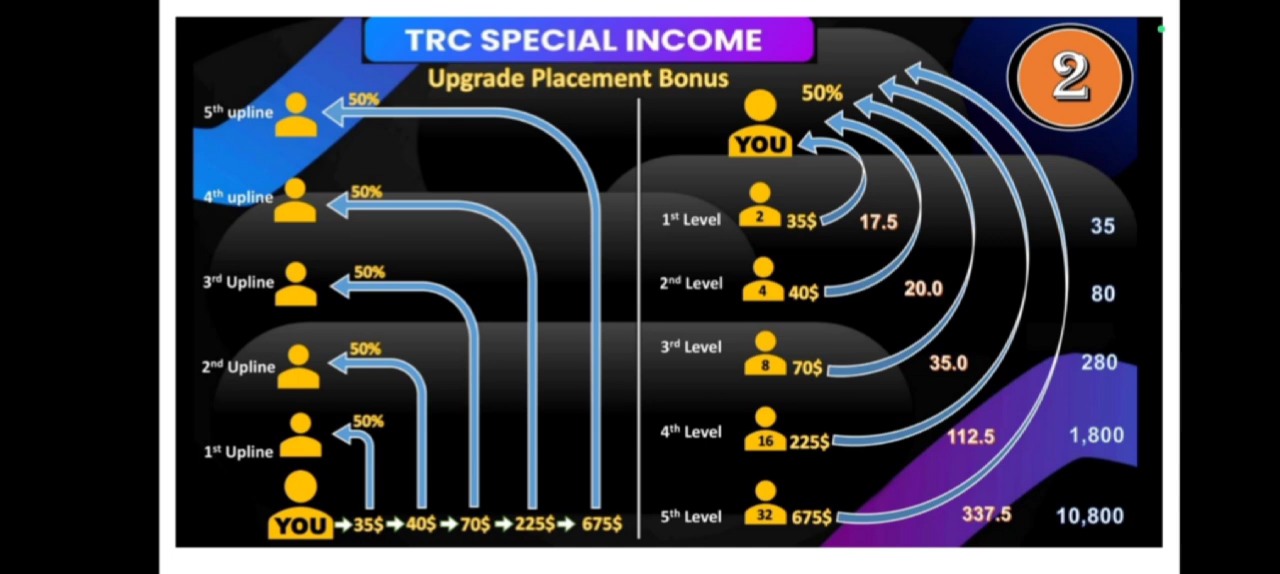 TRC SPECIAL INCOME
Upgrade Placement Bonus
2
5th upline
50%
4th upline
50%
3rd Upline
50%
2nd Upline
50%
1st Upline
50%
YOU
35$
40$
70$
225$
675$
50%
YOU
1st Level
2
35$
17.5
35
2nd Level
4
40$
20.0
80
3rd Level
8
70$
35.0
280
4th Level
16
225$
112.5
1,800
5th Level
32
675$
337.5
10,800